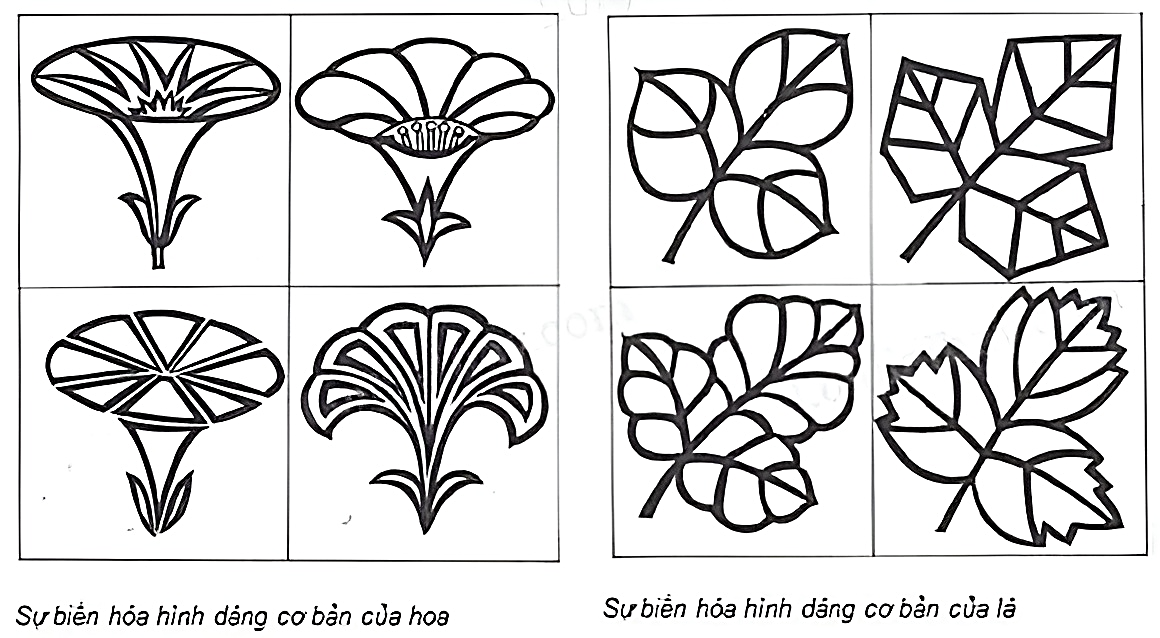 Sự biến hóa hình dáng cơ bản của hoa
Sự biến hóa hình dáng cơ bản của lá